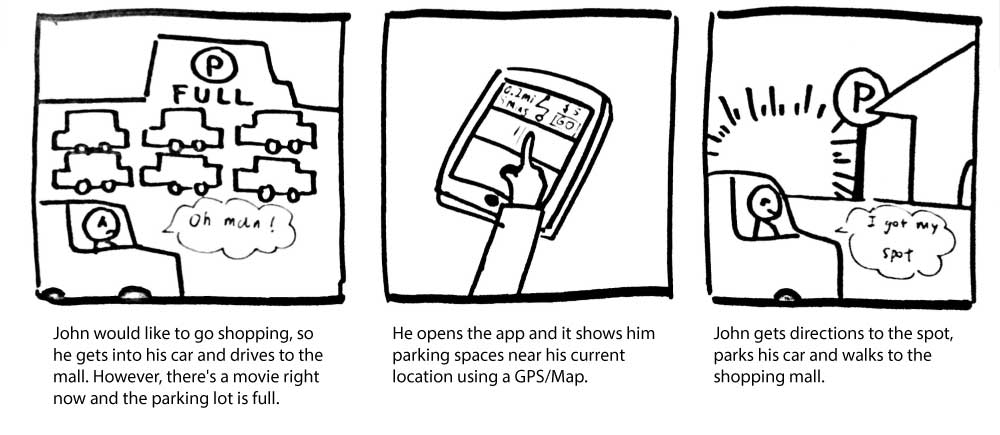 P
FULL
Oh man!
John would like to go shopping, so
he gets into his car and drives to the
mall. However, there's a movie right
now and the parking lot is full.
0.2mi
5 mins
$5
GO!
He opens the app and it shows him
parking spaces near his current
location using a GPS/Map.
P
I got my
spot
John gets directions to the spot,
parks his car and walks to the
shopping mall.